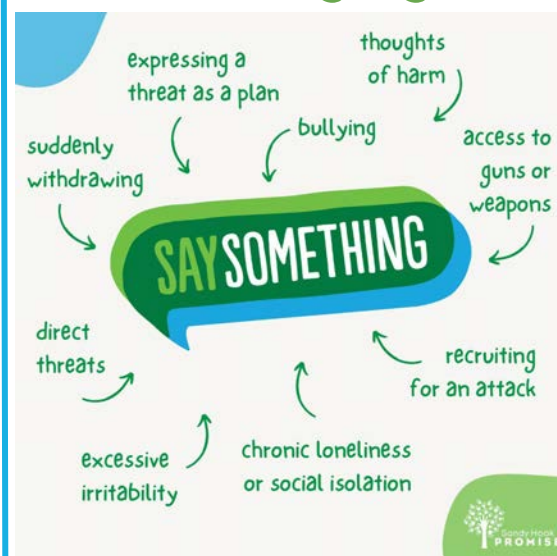 expressing a
threat as a plan
thoughts
of harm
bullying
suddenly
withdrawing
access to
guns or
weapons
SAY SOMETHING
direct
threats
recruiting
for an attack
excessive
irritability
chronic loneliness
or social isolation
Sandy Hook
PROMISE